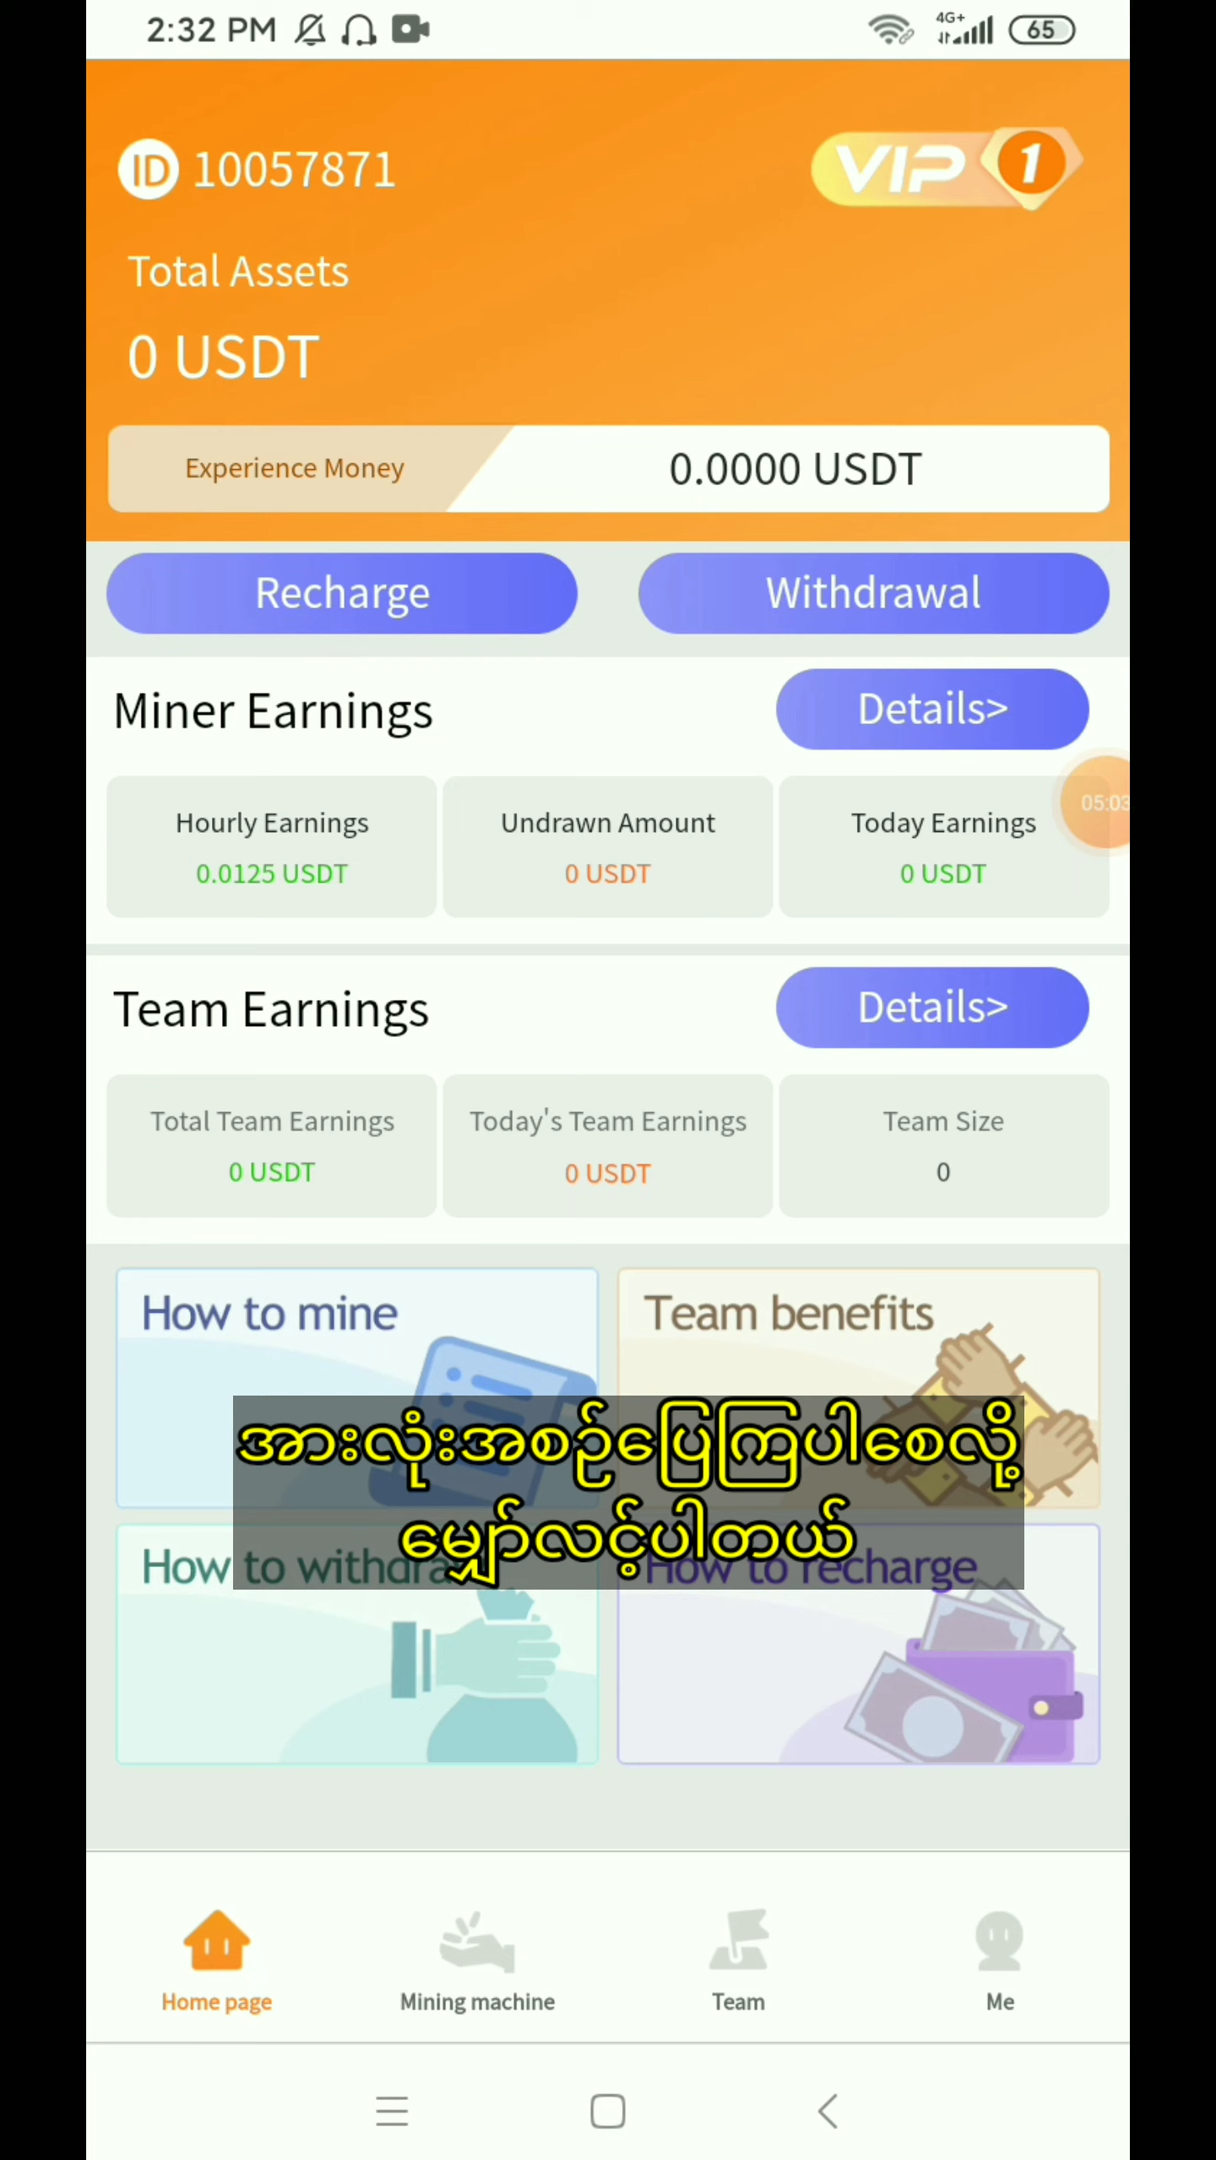 2:32 PM
4G+
65
ID 10057871
VIP 1
Total Assets
0 USDT
Experience Money
0.0000 USDT
Recharge
Withdrawal
Miner Earnings
Details>
Hourly Earnings
Undrawn Amount
Today Earnings
0.0125 USDT
0 USDT
0 USDT
05:03
Team Earnings
Details>
Total Team Earnings
Today's Team Earnings
Team Size
0 USDT
0 USDT
0
How to mine
Team benefits
အားလုံးအစဉ်ပြေကြပါစေလို့
မျှော်လင့်ပါတယ်
How to withdra
How to recharge
Home page
Mining machine
Team
Me